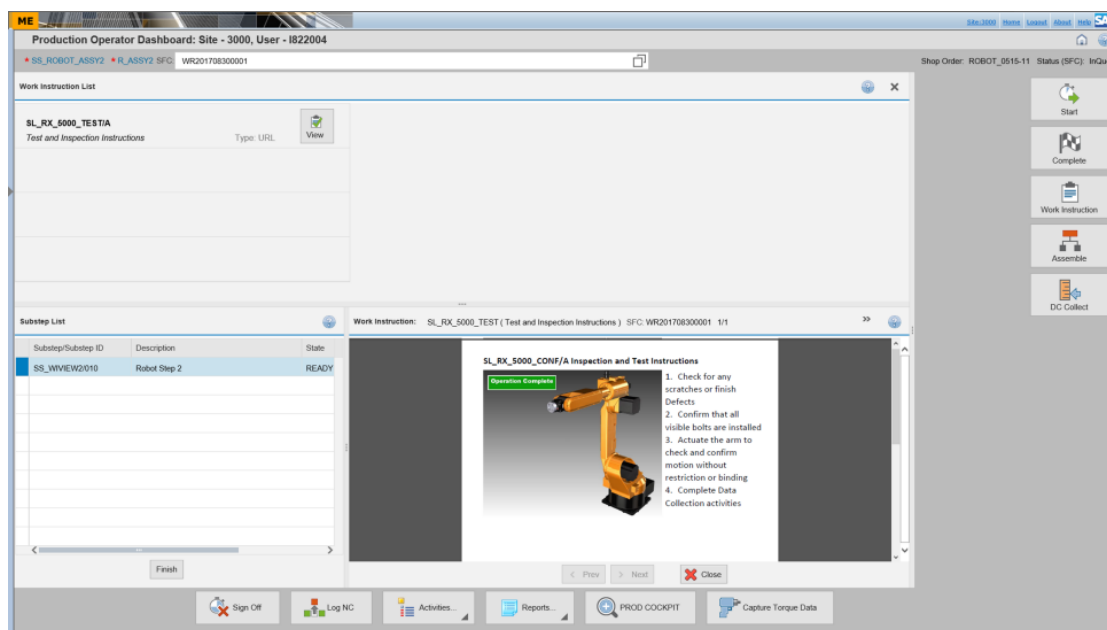 ME
Site:3000 Home Logout About Help
Production Operator Dashboard: Site - 3000, User - I822004
* SS_ROBOT_ASSY2 * R_ASSY2 SFC: WR201708300001
Shop Order: ROBOT_0515-11 Status (SFC): InQu
Work Instruction List
SL_RX_5000_TEST/A
Test and Inspection Instructions
Type: URL
View
Start
Complete
Work Instruction
Assemble
DC Collect
Substep List
Substep/Substep ID Description State
SS_WIVIEW2/010 Robot Step 2 READY
Finish
Work Instruction: SL_RX_5000_TEST ( Test and Inspection Instructions ) SFC: WR201708300001 1/1
SL_RX_5000_CONF/A Inspection and Test Instructions
Operation Complete
1. Check for any
scratches or finish
Defects
2. Confirm that all
visible bolts are installed
3. Actuate the arm to
check and confirm
motion without
restriction or binding
4. Complete Data
Collection activities
Prev Next Close
Sign Off Log NC Activities... Reports... PROD COCKPIT Capture Torque Data